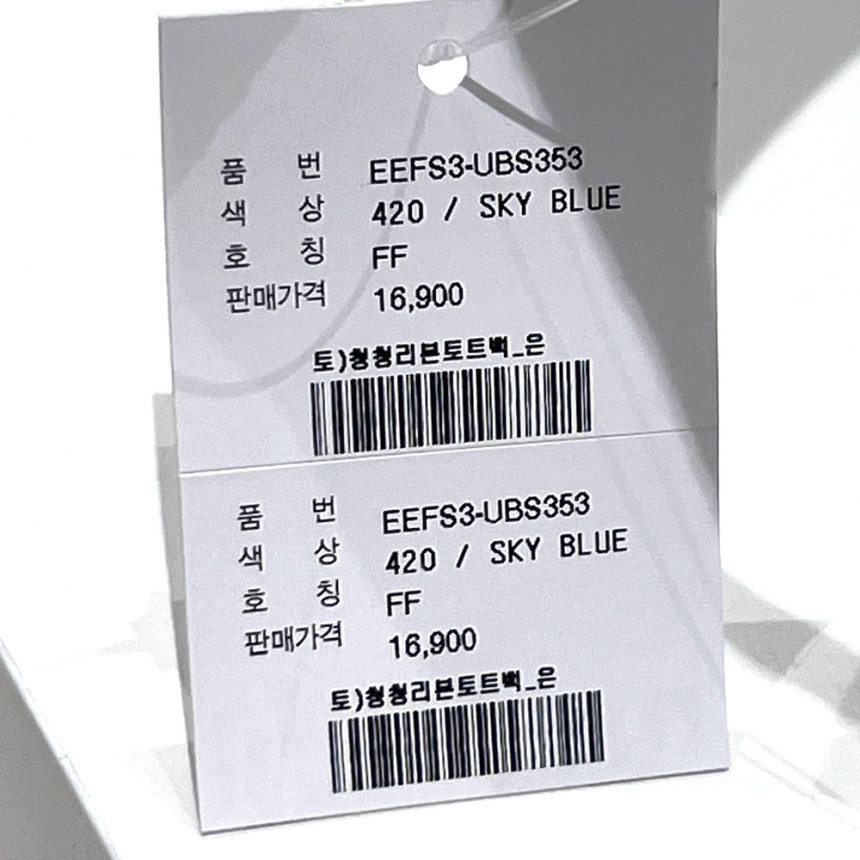 품 번 EEFS3-UBS353
색 상 420 / SKY BLUE
호 칭 FF
판매가격 16,900
토)청청리본토트백_은
품 번 EEFS3-UBS353
색 상 420 / SKY BLUE
호 칭 FF
판매가격 16,900
토)청청리본토트백_은